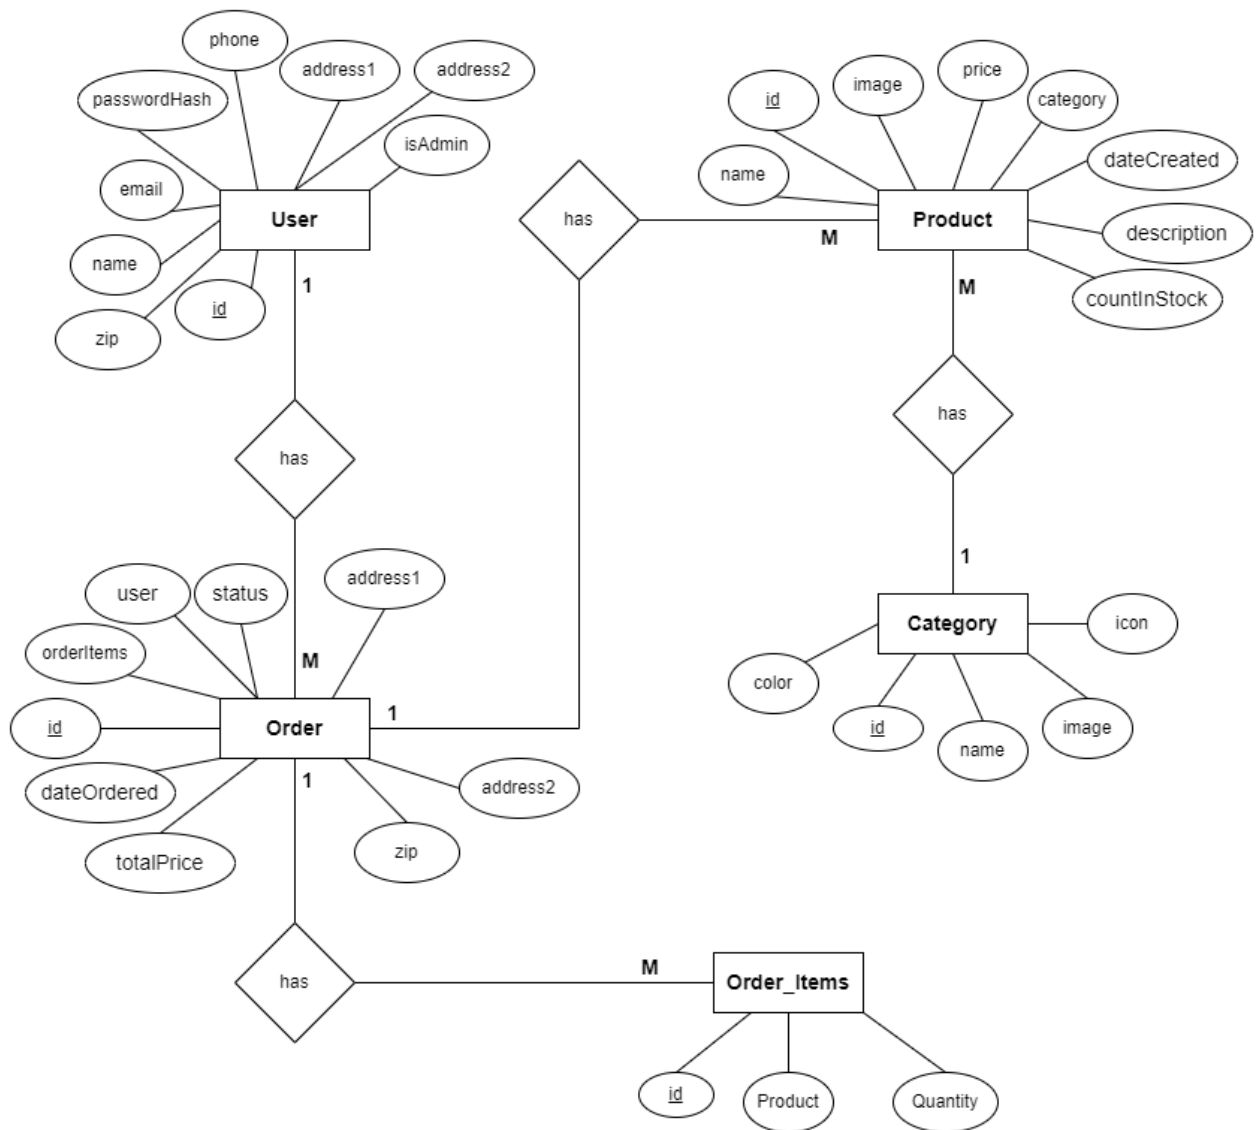 phone
address1
address2
passwordHash
isAdmin
email
User
name
id
zip
1
has
M
id
image
price
category
name
dateCreated
Product
description
countInStock
has
M
M
has
1
Category
icon
color
id
name
image
user
status
address1
orderItems
id
Order
1
dateOrdered
1
address2
totalPrice
zip
has
M
Order_Items
id
Product
Quantity